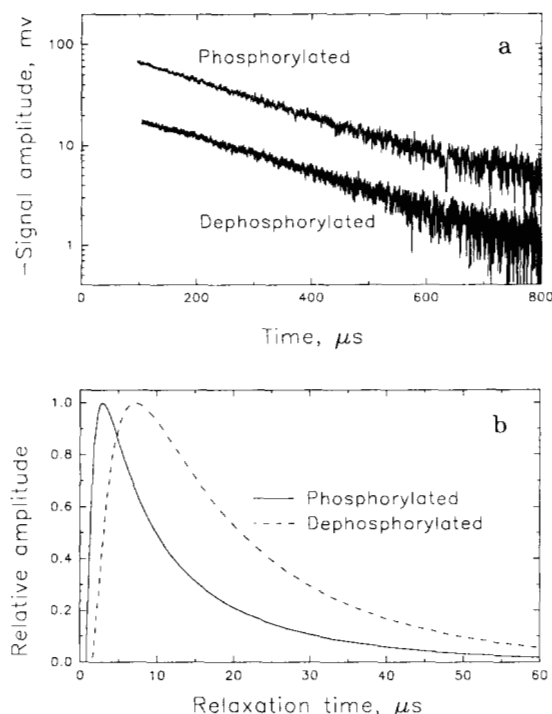 a
100
10
1
Phosphorylated
Dephosphorylated
-Signal amplitude, mv
0 200 400 600 800
Time, μs
b
1.0
0.8
0.6
0.4
0.2
0.0
Phosphorylated
Dephosphorylated
Relative amplitude
0 10 20 30 40 50 60
Relaxation time, μs